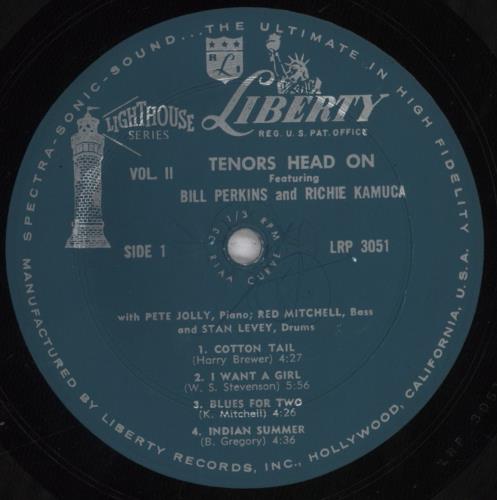 SPECTRA-SONIC-SOUND...THE ULTIMATE IN HIGH FIDELITY
LIBERTY
REG. U.S. PAT. OFFICE
LIGHTHOUSE
SERIES
VOL. II
TENORS HEAD ON
Featuring
BILL PERKINS and RICHIE KAMUCA
SIDE 1
33 1/3 RPM
RIAA CURVE
LRP 3051
with PETE JOLLY, Piano; RED MITCHELL, Bass
and STAN LEVEY, Drums
1. COTTON TAIL
(Harry Brewer) 4:27
2. I WANT A GIRL
(W. S. Stevenson) 5:56
3. BLUES FOR TWO
(K. Mitchell) 4:26
4. INDIAN SUMMER
(B. Gregory) 4:36
MANUFACTURED BY LIBERTY RECORDS, INC., HOLLYWOOD, CALIFORNIA, U.S.A.